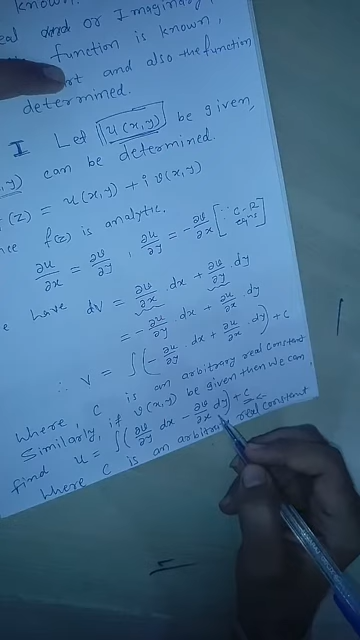 known,
real and or Imaginary
function is known,
part and also the function
determined.
I Let u(x,y) be given,
can be determined.
f(z) = u(x,y) + i v(x,y)
f(z) is analytic.
∂u/∂x = ∂v/∂y , ∂u/∂y = -∂v/∂x [∵ C-R eqns]
have dv = ∂v/∂x . dx + ∂v/∂y dy
= -∂u/∂y . dx + ∂u/∂x . dy
∴ v = ∫(-∂u/∂y . dx + ∂u/∂x . dy) + c
Where, c is an arbitrary real constant
Similarly, if v(x,y) be given then we can
find u = ∫(∂v/∂y dx - ∂v/∂x dy) + c
where c is an arbitrary real constant